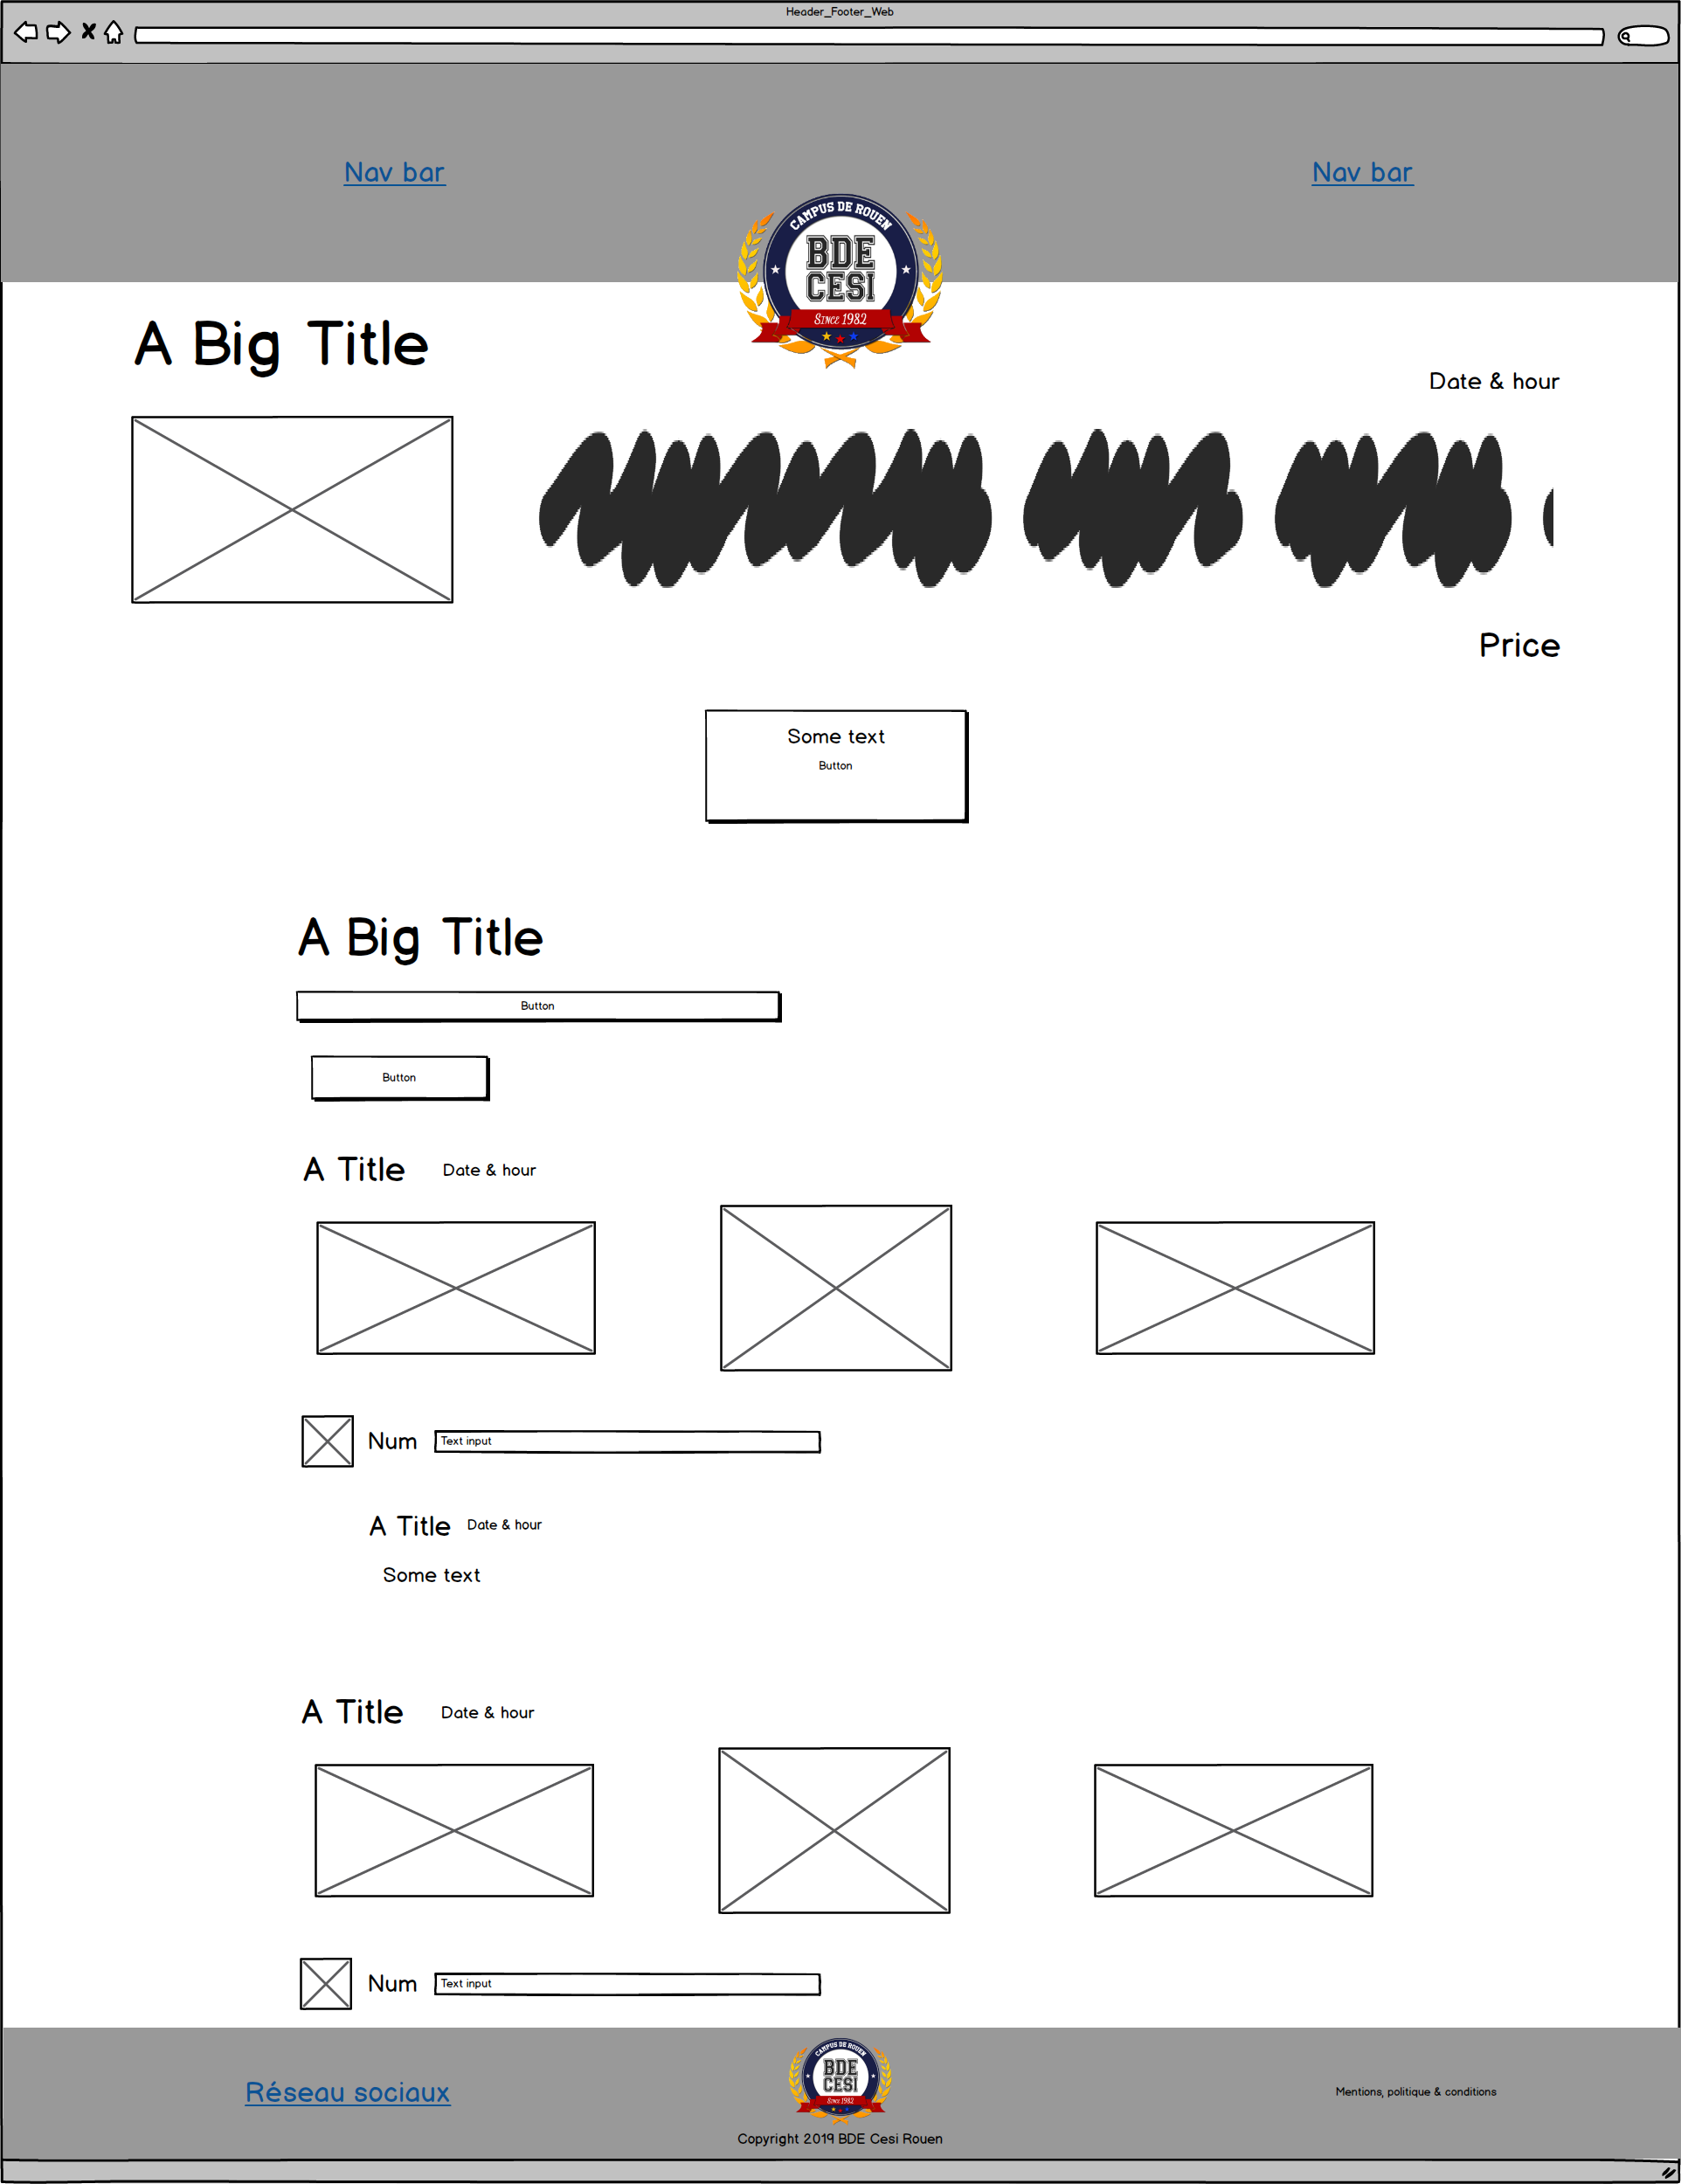 Header_Footer_Web
Nav bar
Nav bar
CAMPUS DE ROUEN
BDE
CESI
SINCE 1982
A Big Title
Date & hour
Price
Some text
Button
A Big Title
Button
Button
A Title
Date & hour
Num
Text input
A Title
Date & hour
Some text
A Title
Date & hour
Num
Text input
Réseau sociaux
CAMPUS DE ROUEN
BDE
CESI
SINCE 1982
Mentions, politique & conditions
Copyright 2019 BDE Cesi Rouen